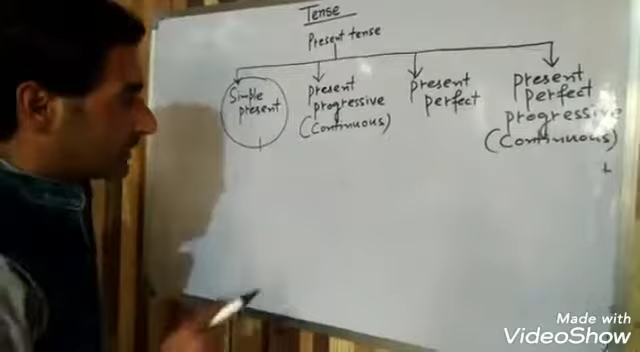 Tense
Present tense
Simple
present
present
progressive
(Continuous)
present
perfect
present
perfect
progressive
(Continuous)
Made with
VideoShow